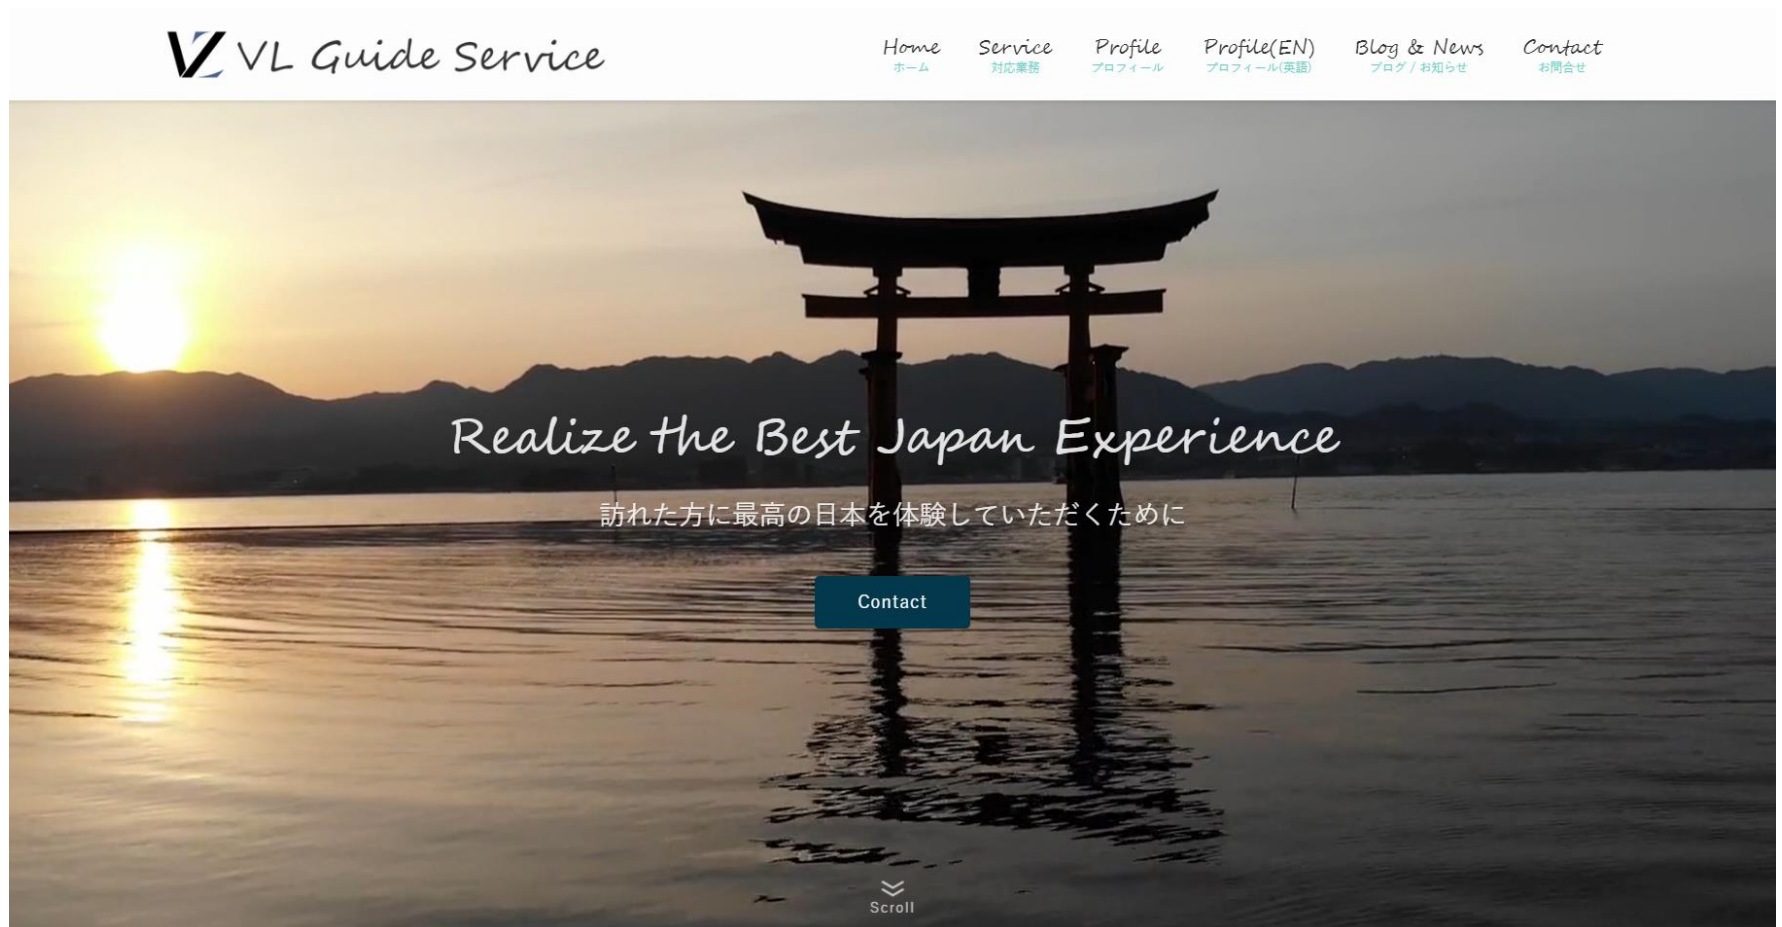 VL Guide Service
Home Service Profile Profile(EN) Blog & News Contact
ホーム 対応業務 プロフィール プロフィール(英語) ブログ / お知らせ お問合せ
Realize the Best Japan Experience
訪れた方に最高の日本を体験していただくために
Contact
Scroll